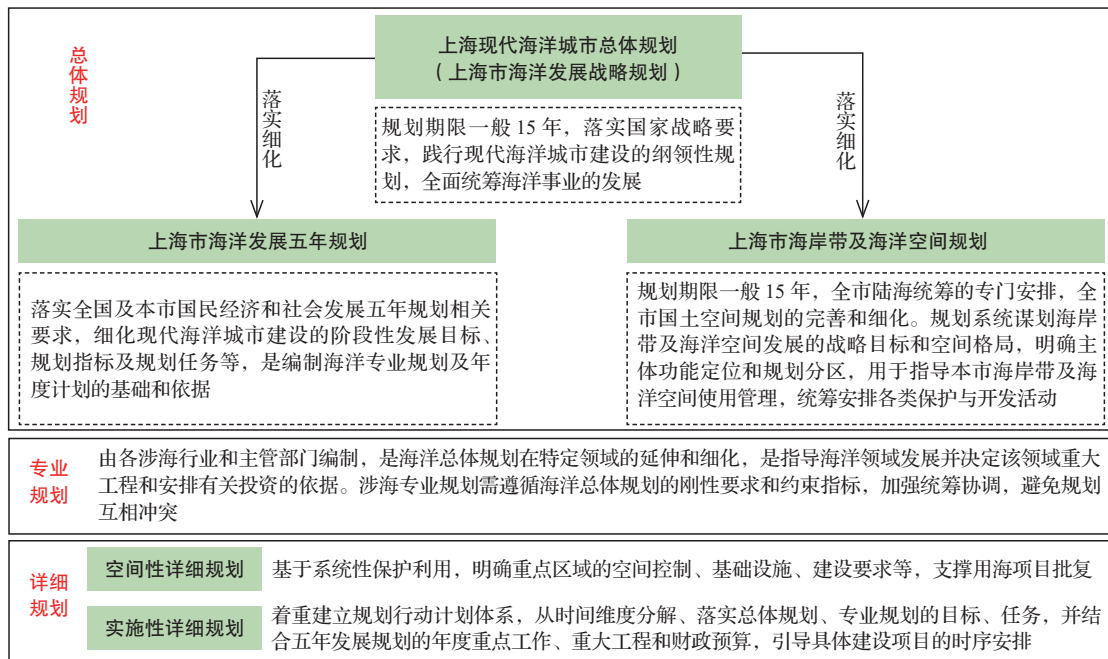 总体规划
上海现代海洋城市总体规划
（上海市海洋发展战略规划）
落实细化
落实细化
规划期限一般 15 年，落实国家战略要
求，践行现代海洋城市建设的纲领性规
划，全面统筹海洋事业的发展
上海市海洋发展五年规划
落实全国及本市国民经济和社会发展五年规划相关
要求，细化现代海洋城市建设的阶段性发展目标、
规划指标及规划任务等，是编制海洋专业规划及年
度计划的基础和依据
上海市海岸带及海洋空间规划
规划期限一般 15 年，全市陆海统筹的专门安排，全
市国土空间规划的完善和细化。规划系统谋划海岸
带及海洋空间发展的战略目标和空间格局，明确主
体功能定位和规划分区，用于指导本市海岸带及海
洋空间使用管理，统筹安排各类保护与开发活动
专业
规划
由各涉海行业和主管部门编制，是海洋总体规划在特定领域的延伸和细化，是指导海洋领域发展并决定该领域重大
工程和安排有关投资的依据。涉海专业规划需遵循海洋总体规划的刚性要求和约束指标，加强统筹协调，避免规划
互相冲突
详细
规划
空间性详细规划
基于系统性保护利用，明确重点区域的空间控制、基础设施、建设要求等，支撑用海项目批复
实施性详细规划
着重建立规划行动计划体系，从时间维度分解、落实总体规划、专业规划的目标、任务，并结
合五年发展规划的年度重点工作、重大工程和财政预算，引导具体建设项目的时序安排